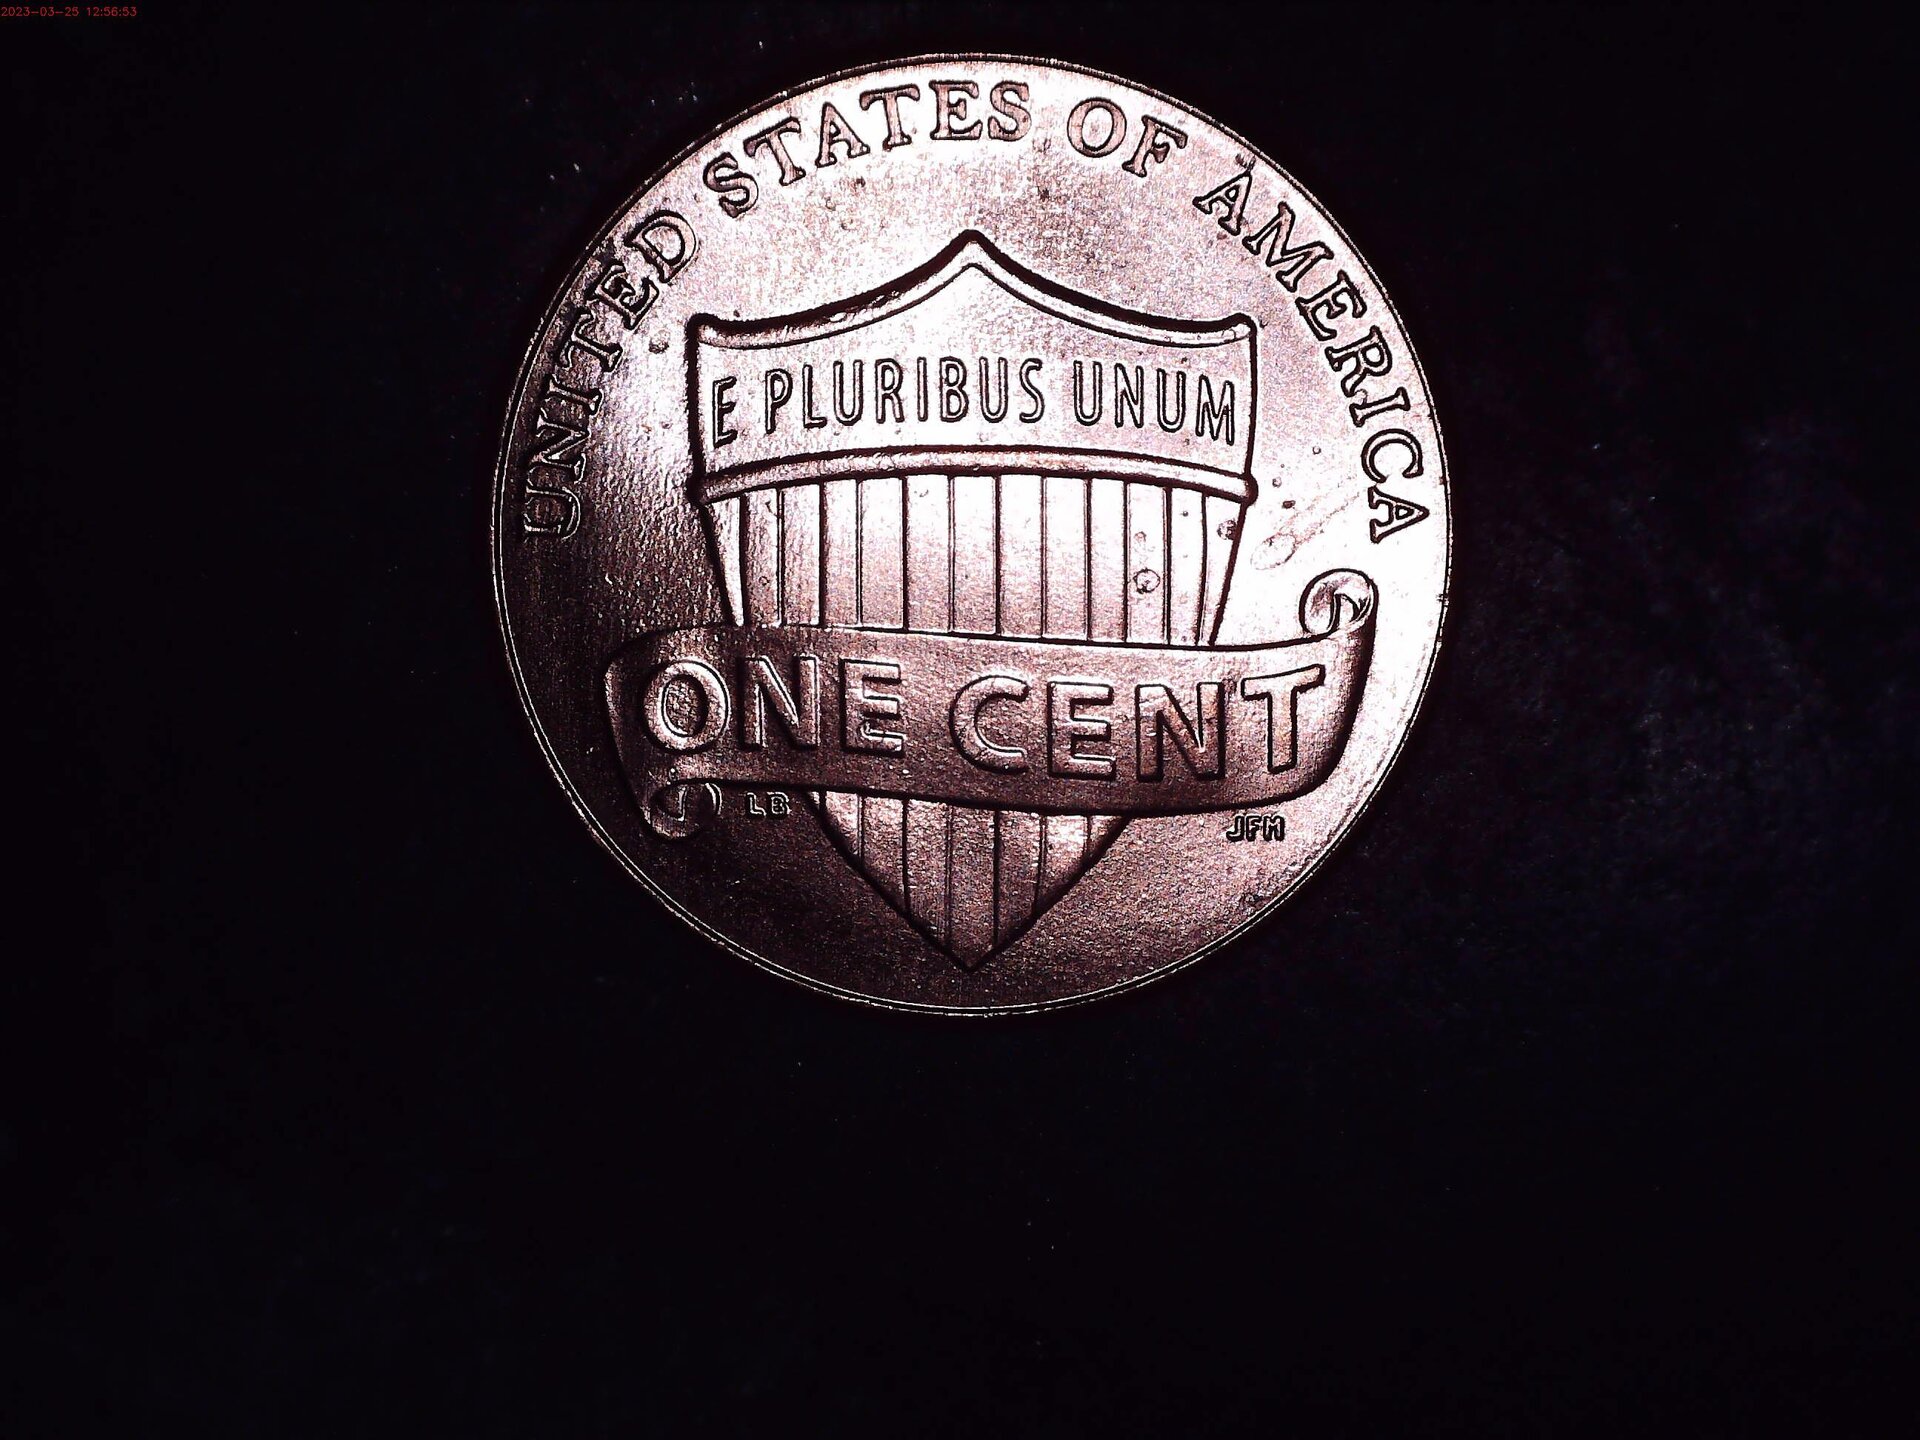 2023-03-25 12:56:53
UNITED STATES OF AMERICA
E PLURIBUS UNUM
ONE CENT
LB
JFM